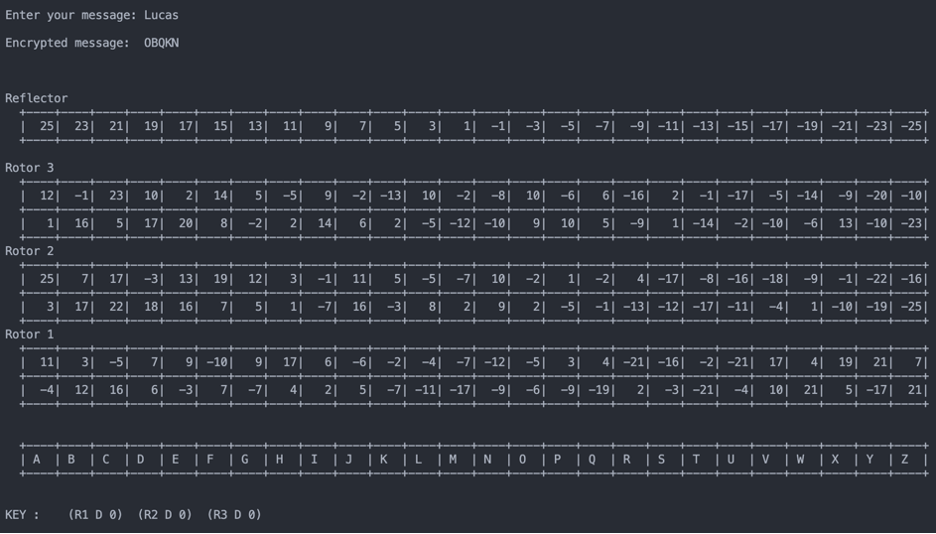 Enter your message: Lucas
Encrypted message: OBQKN
Reflector
| 25| 23| 21| 19| 17| 15| 13| 11| 9| 7| 5| 3| 1| −1| −3| −5| −7| −9| −11| −13| −15| −17| −19| −21| −23| −25|
Rotor 3
| 12| −1| 23| 10| 2| 14| 5| −5| 9| −2| −13| 10| −2| −8| 10| −6| 6| −16| 2| −1| −17| −5| −14| −9| −20| −10|
| 1| 16| 5| 17| 20| 8| −2| 2| 14| 6| 2| −5| −12| −10| 9| 10| 5| −9| 1| −14| −2| −10| −6| 13| −10| −23|
Rotor 2
| 25| 7| 17| −3| 13| 19| 12| 3| −1| 11| 5| −5| −7| 10| −2| 1| −2| 4| −17| −8| −16| −18| −9| −1| −22| −16|
| 3| 17| 22| 18| 16| 7| 5| 1| −7| 16| −3| 8| 2| 9| 2| −5| −1| −13| −12| −17| −11| −4| 1| −10| −19| −25|
Rotor 1
| 11| 3| −5| 7| 9| −10| 9| 17| 6| −6| −2| −4| −7| −12| −5| 3| 4| −21| −16| −2| −21| 17| 4| 19| 21| 7|
| −4| 12| 16| 6| −3| 7| −7| 4| 2| 5| −7| −11| −17| −9| −6| −9| −19| 2| −3| −21| −4| 10| 21| 5| −17| 21|
| A | B | C | D | E | F | G | H | I | J | K | L | M | N | O | P | Q | R | S | T | U | V | W | X | Y | Z |
KEY : (R1 D 0) (R2 D 0) (R3 D 0)